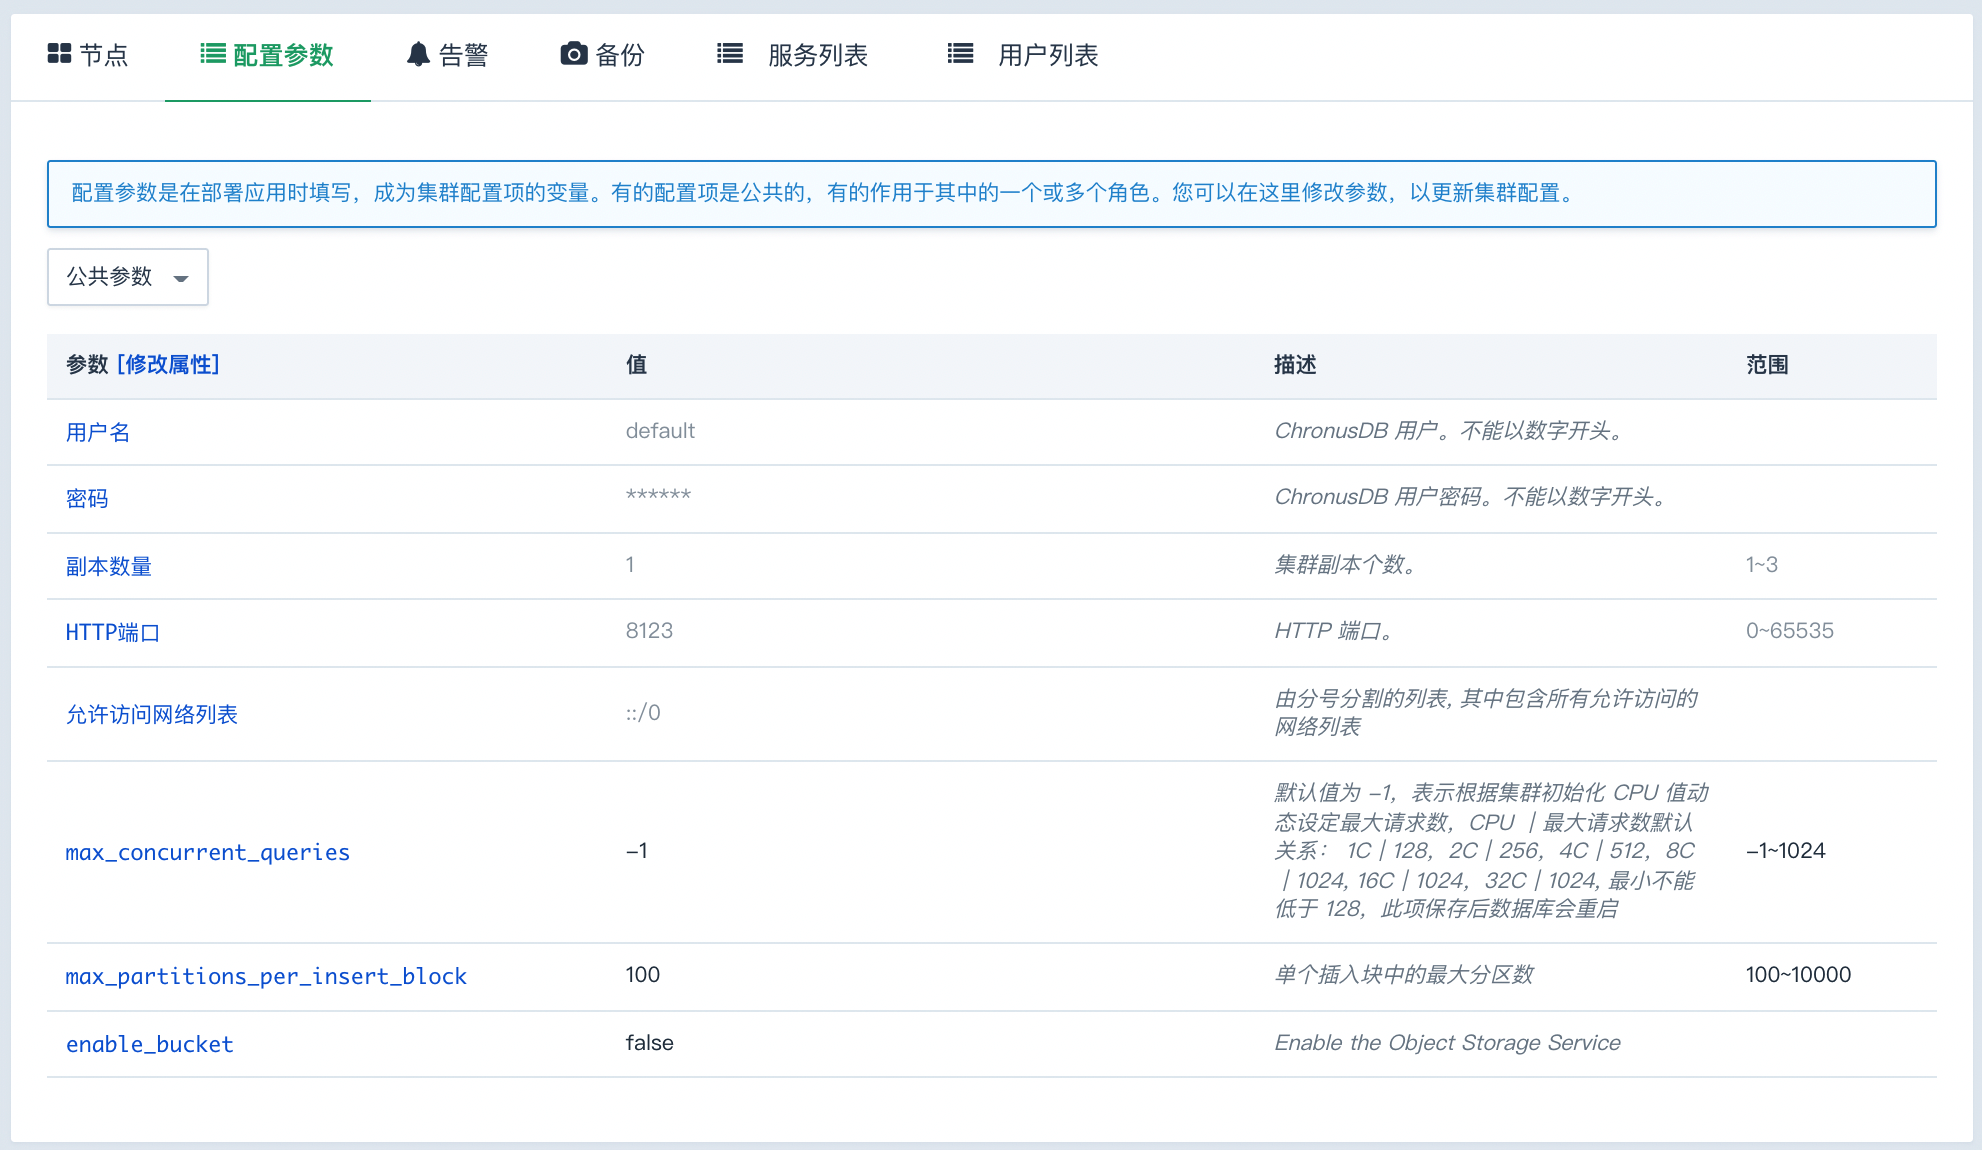 节点 配置参数 告警 备份 服务列表 用户列表
配置参数是在部署应用时填写，成为集群配置项的变量。有的配置项是公共的，有的作用于其中的一个或多个角色。您可以在这里修改参数，以更新集群配置。
公共参数
参数 [修改属性] 值 描述 范围
用户名 default ChronusDB 用户。不能以数字开头。
密码 ****** ChronusDB 用户密码。不能以数字开头。
副本数量 1 集群副本个数。 1~3
HTTP端口 8123 HTTP 端口。 0~65535
允许访问网络列表 ::/0 由分号分割的列表, 其中包含所有允许访问的
网络列表
默认值为 -1，表示根据集群初始化 CPU 值动
态设定最大请求数，CPU | 最大请求数默认
max_concurrent_queries -1 关系： 1C | 128，2C | 256，4C | 512，8C -1~1024
| 1024, 16C | 1024，32C | 1024, 最小不能
低于 128，此项保存后数据库会重启
max_partitions_per_insert_block 100 单个插入块中的最大分区数 100~10000
enable_bucket false Enable the Object Storage Service